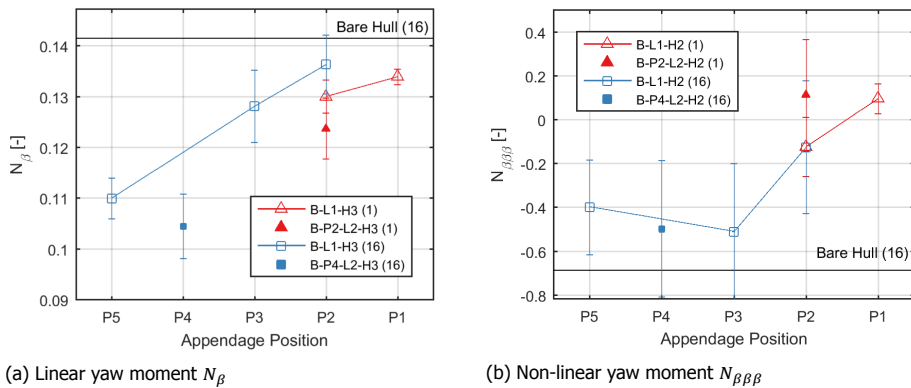 Bare Hull (16)
0.14
0.13
0.12
0.11
0.1
0.09
N_β [-]
B-L1-H3 (1)
B-P2-L2-H3 (1)
B-L1-H3 (16)
B-P4-L2-H3 (16)
P5 P4 P3 P2 P1
Appendage Position
(a) Linear yaw moment N_β
0.4
0.2
0
-0.2
-0.4
-0.6
-0.8
N_βββ [-]
B-L1-H2 (1)
B-P2-L2-H2 (1)
B-L1-H2 (16)
B-P4-L2-H2 (16)
Bare Hull (16)
P5 P4 P3 P2 P1
Appendage Position
(b) Non-linear yaw moment N_βββ